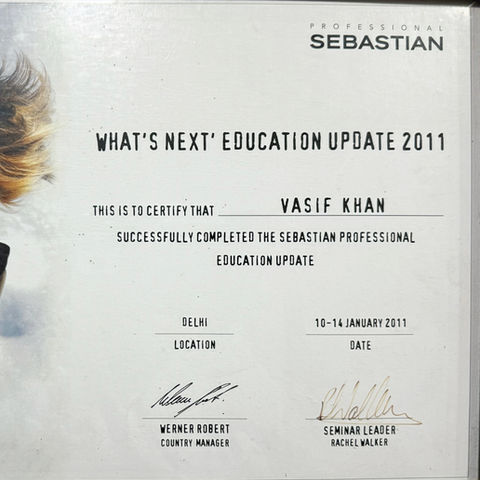 PROFESSIONAL
SEBASTIAN
WHAT'S NEXT' EDUCATION UPDATE 2011
THIS IS TO CERTIFY THAT VASIF KHAN
SUCCESSFULLY COMPLETED THE SEBASTIAN PROFESSIONAL
EDUCATION UPDATE
DELHI
LOCATION
10-14 JANUARY 2011
DATE
WERNER ROBERT
COUNTRY MANAGER
SEMINAR LEADER
RACHEL WALKER